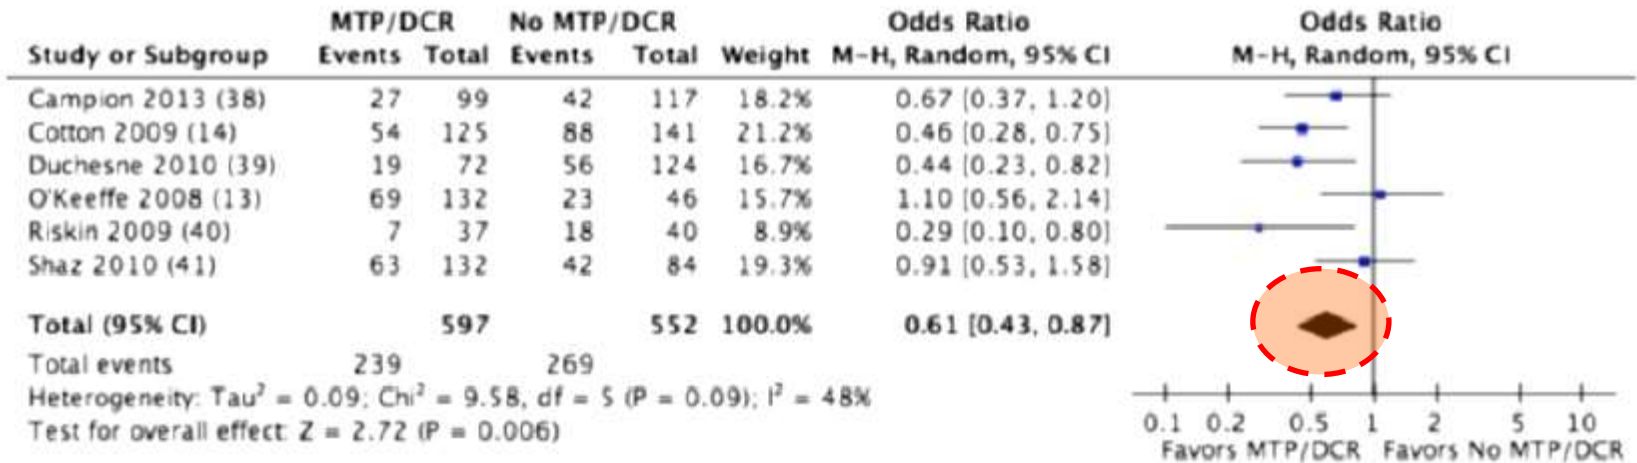 MTP/DCR No MTP/DCR Odds Ratio Odds Ratio
Study or Subgroup Events Total Events Total Weight M-H, Random, 95% CI M-H, Random, 95% CI
Campion 2013 (38) 27 99 42 117 18.2% 0.67 [0.37, 1.20]
Cotton 2009 (14) 54 125 88 141 21.2% 0.46 [0.28, 0.75]
Duchesne 2010 (39) 19 72 56 124 16.7% 0.44 [0.23, 0.82]
O'Keeffe 2008 (13) 69 132 23 46 15.7% 1.10 [0.56, 2.14]
Riskin 2009 (40) 7 37 18 40 8.9% 0.29 [0.10, 0.80]
Shaz 2010 (41) 63 132 42 84 19.3% 0.91 [0.53, 1.58]
Total (95% CI) 597 552 100.0% 0.61 [0.43, 0.87]
Total events 239 269
Heterogeneity: Tau² = 0.09; Chi² = 9.58, df = 5 (P = 0.09); I² = 48%
Test for overall effect: Z = 2.72 (P = 0.006)
0.1 0.2 0.5 1 2 5 10
Favors MTP/DCR Favors No MTP/DCR